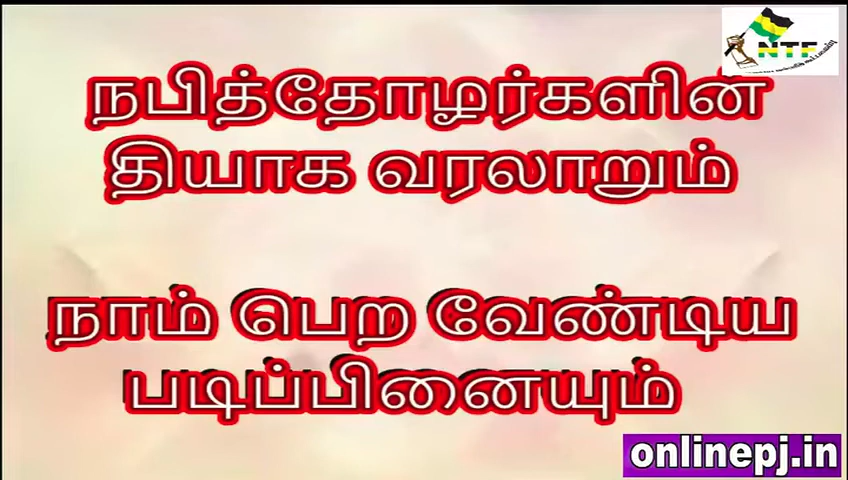 NTF
நபித்தோழர்களின்
தியாக வரலாறும்
நாம் பெற வேண்டிய
படிப்பினையும்
onlinepj.in